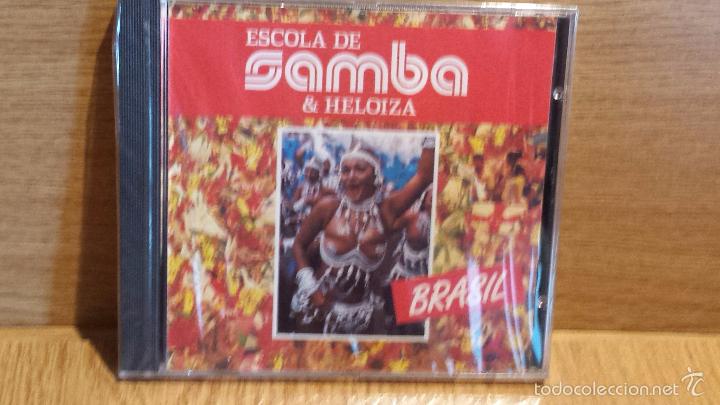 ESCOLA DE
samba
& HELOIZA
BRASIL
todocoleccion.net